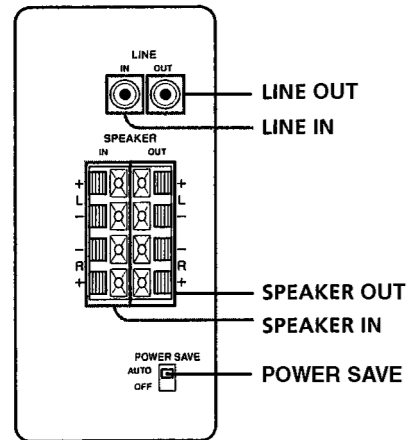 LINE
IN OUT
LINE OUT
LINE IN
SPEAKER
IN OUT
+ +
L L
− −
− −
R R
+ +
SPEAKER OUT
SPEAKER IN
POWER SAVE
AUTO
OFF
POWER SAVE